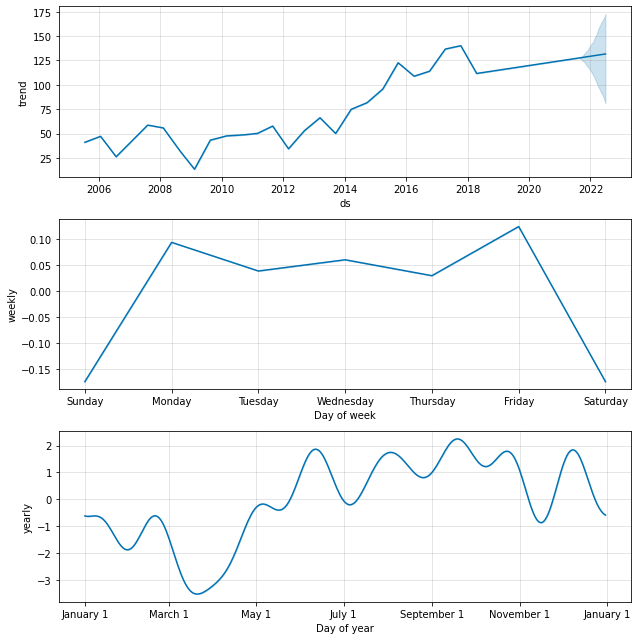 175
150
125
100
75
50
25
trend
2006 2008 2010 2012 2014 2016 2018 2020 2022
ds
0.10
0.05
0.00
−0.05
−0.10
−0.15
weekly
Sunday Monday Tuesday Wednesday Thursday Friday Saturday
Day of week
2
1
0
−1
−2
−3
yearly
January 1 March 1 May 1 July 1 September 1 November 1 January 1
Day of year